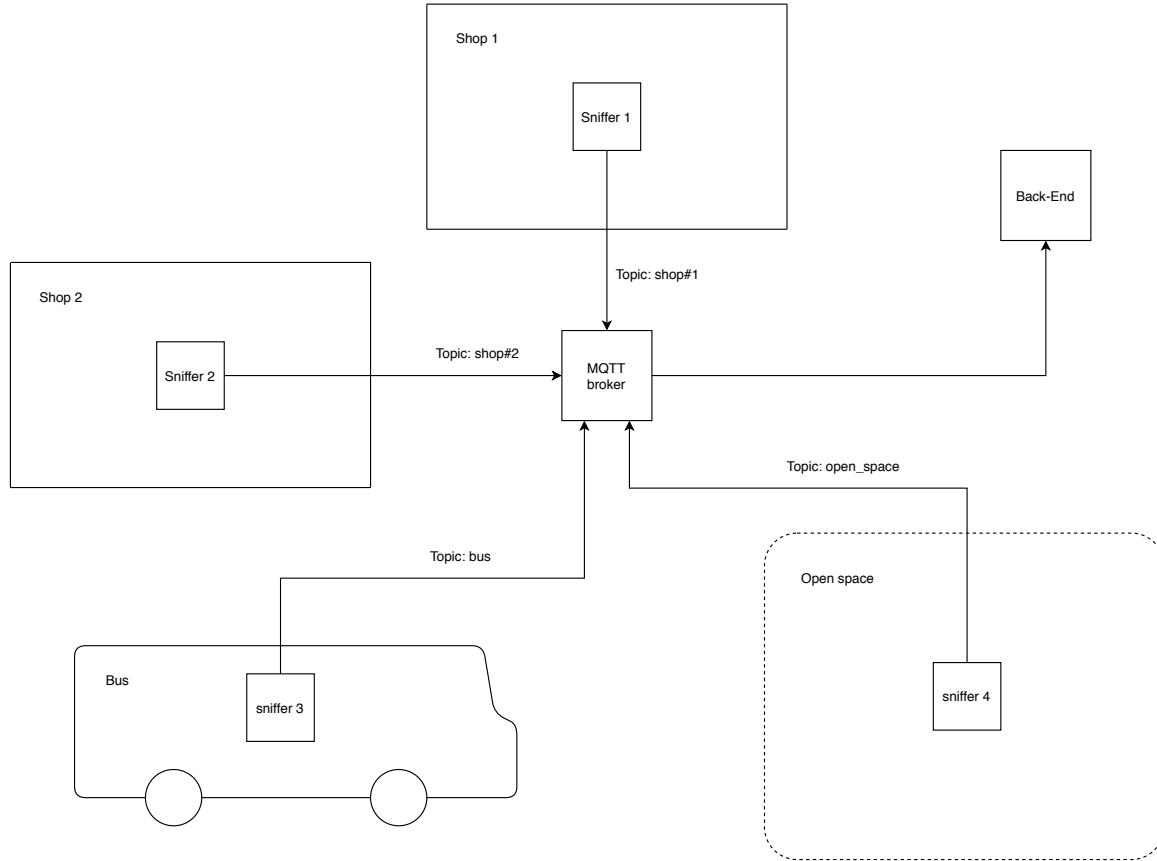 Shop 1
Sniffer 1
Back-End
Topic: shop#1
Shop 2
Topic: shop#2
Sniffer 2
MQTT
broker
Topic: open_space
Topic: bus
Open space
Bus
sniffer 3
sniffer 4